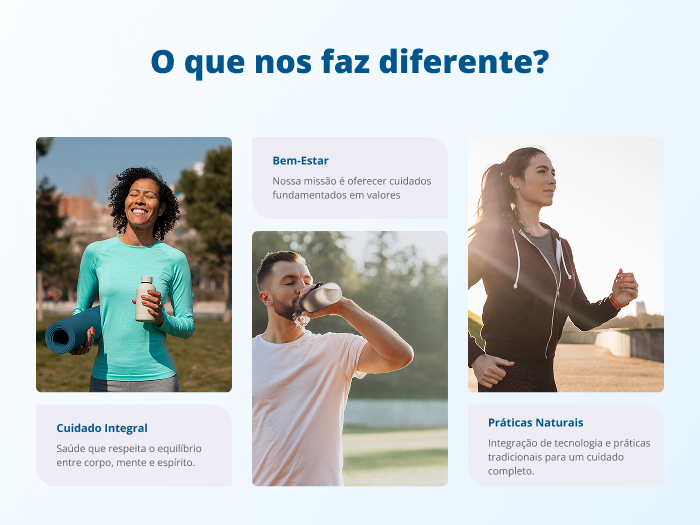 O que nos faz diferente?
Cuidado Integral
Saúde que respeita o equilíbrio
entre corpo, mente e espírito.
Bem-Estar
Nossa missão é oferecer cuidados
fundamentados em valores
Práticas Naturais
Integração de tecnologia e práticas
tradicionais para um cuidado
completo.